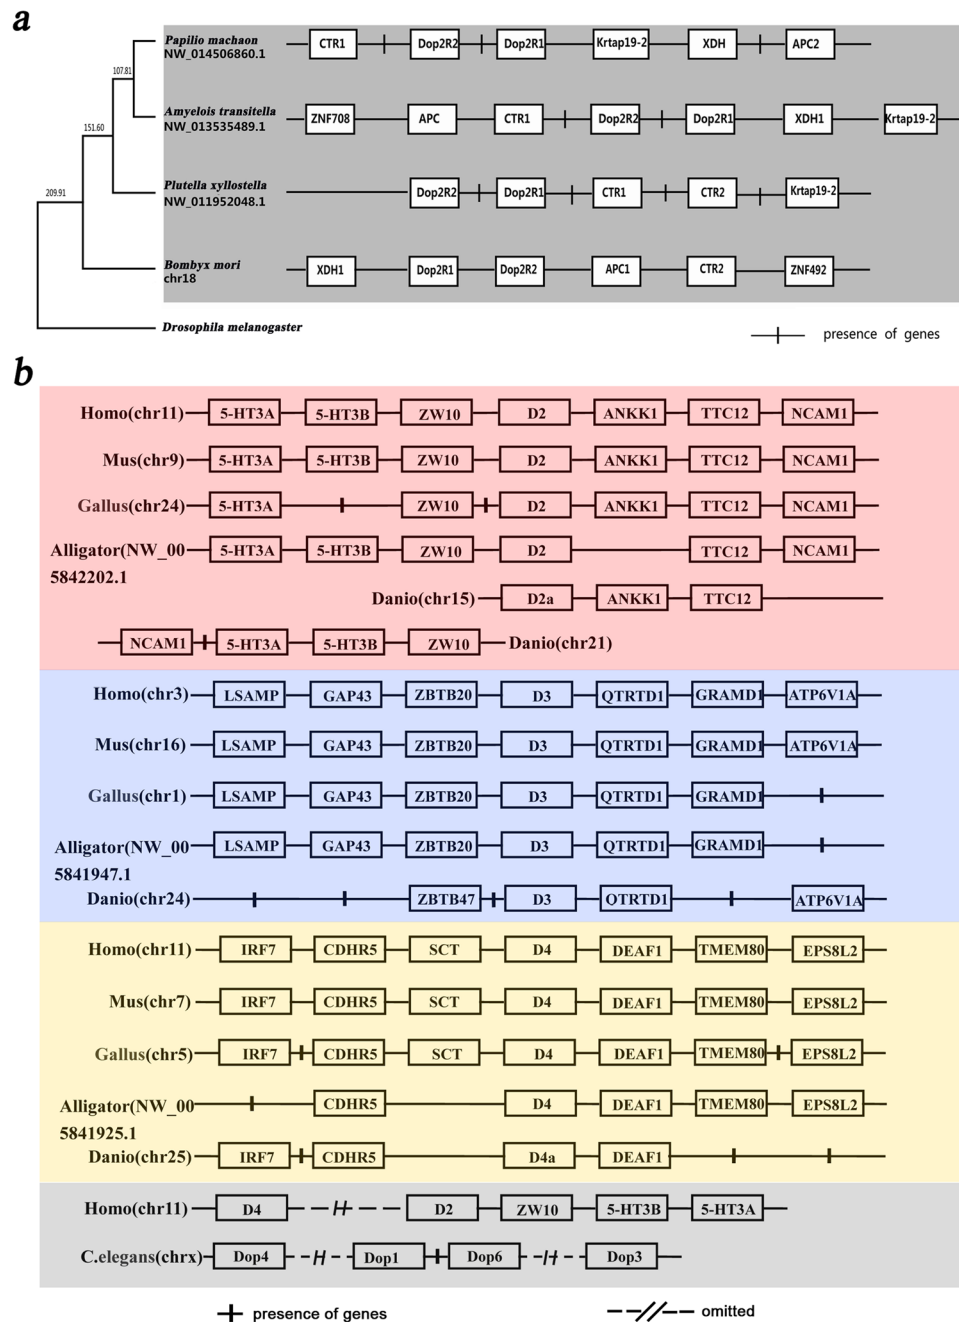 a
Papilio machaon
NW_014506860.1
CTR1 Dop2R2 Dop2R1 Krtap19-2 XDH APC2
107.81
Amyelois transitella
NW_013535489.1
ZNF708 APC CTR1 Dop2R2 Dop2R1 XDH1 Krtap19-2
151.60
Plutella xyllostella
NW_011952048.1
Dop2R2 Dop2R1 CTR1 CTR2 Krtap19-2
209.91
Bombyx mori
chr18
XDH1 Dop2R1 Dop2R2 APC1 CTR2 ZNF492
Drosophila melanogaster
presence of genes
b
Homo(chr11) 5-HT3A 5-HT3B ZW10 D2 ANKK1 TTC12 NCAM1
Mus(chr9) 5-HT3A 5-HT3B ZW10 D2 ANKK1 TTC12 NCAM1
Gallus(chr24) 5-HT3A ZW10 D2 ANKK1 TTC12 NCAM1
Alligator(NW_00 5-HT3A 5-HT3B ZW10 D2 TTC12 NCAM1
5842202.1
Danio(chr15) D2a ANKK1 TTC12
NCAM1 5-HT3A 5-HT3B ZW10 Danio(chr21)
Homo(chr3) LSAMP GAP43 ZBTB20 D3 QTRTD1 GRAMD1 ATP6V1A
Mus(chr16) LSAMP GAP43 ZBTB20 D3 QTRTD1 GRAMD1 ATP6V1A
Gallus(chr1) LSAMP GAP43 ZBTB20 D3 QTRTD1 GRAMD1
Alligator(NW_00 LSAMP GAP43 ZBTB20 D3 QTRTD1 GRAMD1
5841947.1
Danio(chr24) ZBTB47 D3 QTRTD1 ATP6V1A
Homo(chr11) IRF7 CDHR5 SCT D4 DEAF1 TMEM80 EPS8L2
Mus(chr7) IRF7 CDHR5 SCT D4 DEAF1 TMEM80 EPS8L2
Gallus(chr5) IRF7 CDHR5 SCT D4 DEAF1 TMEM80 EPS8L2
Alligator(NW_00 CDHR5 D4 DEAF1 TMEM80 EPS8L2
5841925.1
Danio(chr25) IRF7 CDHR5 D4a DEAF1
Homo(chr11) D4 D2 ZW10 5-HT3B 5-HT3A
C.elegans(chrx) Dop4 Dop1 Dop6 Dop3
presence of genes omitted